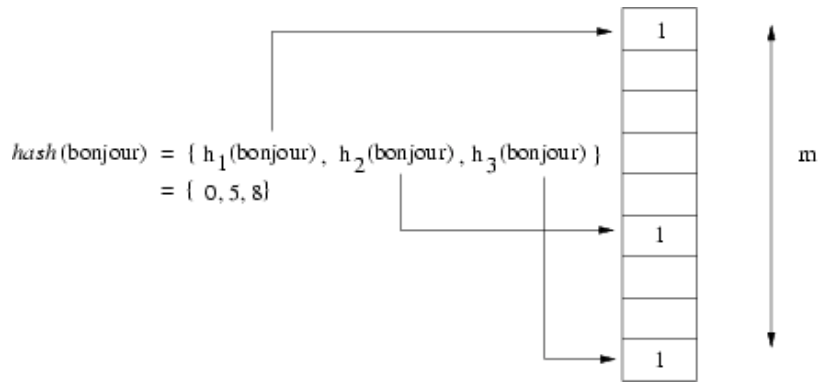 1
hash(bonjour) = { h1(bonjour), h2(bonjour), h3(bonjour) }
m
= { 0, 5, 8}
1
1